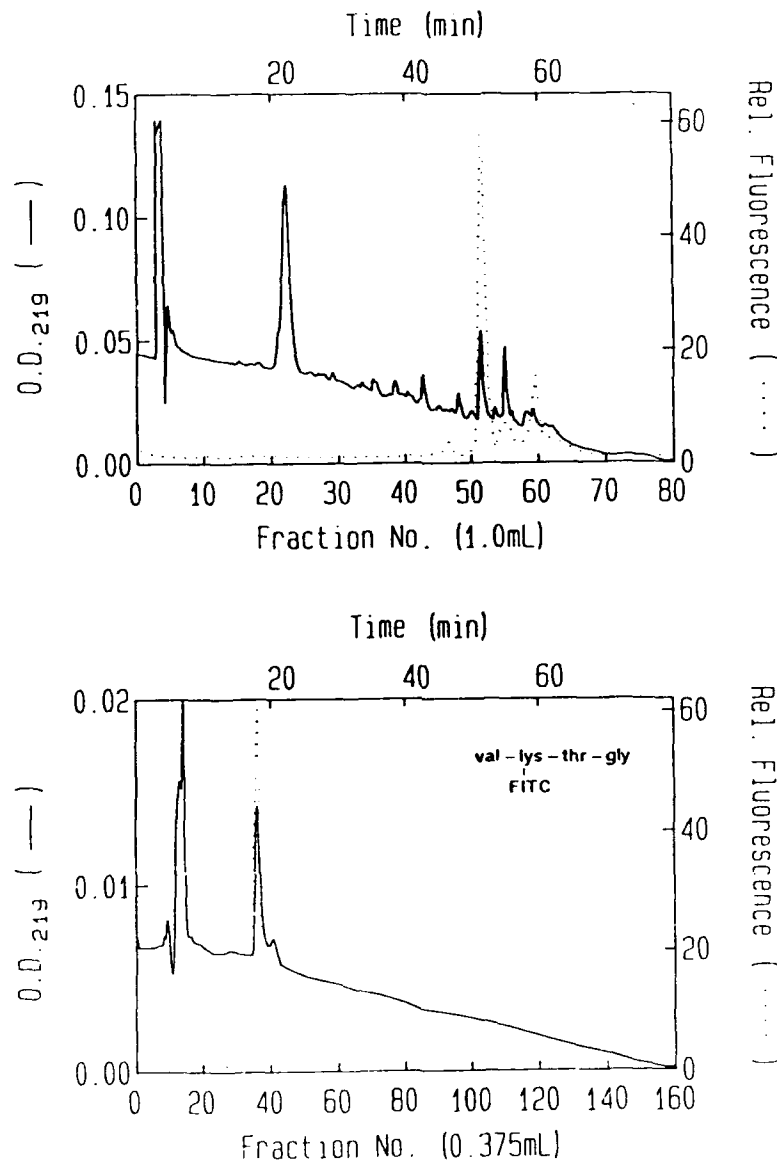 Time (min)
20 40 60
0.15
0.10
0.05
0.00
O.D.219 ( — )
60
40
20
0
Rel. Fluorescence ( .... )
0 10 20 30 40 50 60 70 80
Fraction No. (1.0mL)
Time (min)
20 40 60
0.02
0.01
0.00
O.D.219 ( — )
val – lys – thr – gly
FITC
60
40
20
0
Rel. Fluorescence ( .... )
0 20 40 60 80 100 120 140 160
Fraction No. (0.375mL)